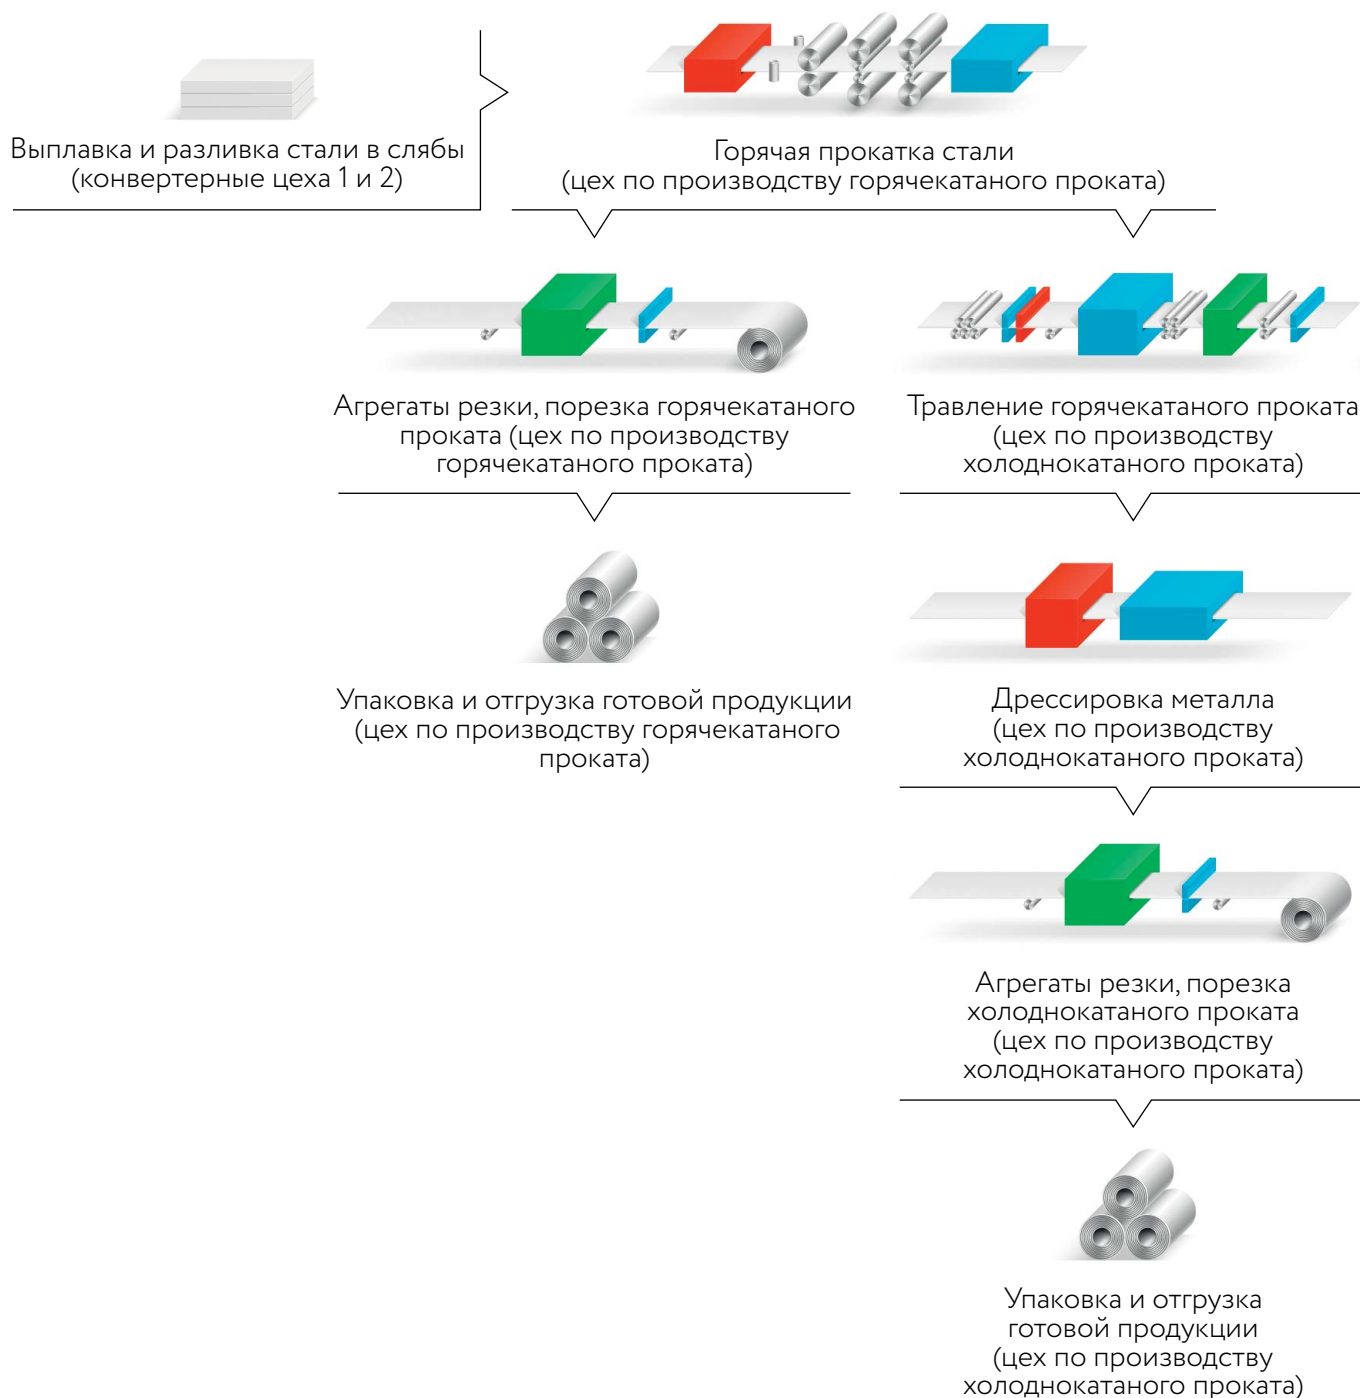 Выплавка и разливка стали в слябы
(конвертерные цеха 1 и 2)
Горячая прокатка стали
(цех по производству горячекатаного проката)
Агрегаты резки, порезка горячекатаного
проката (цех по производству
горячекатаного проката)
Травление горячекатаного проката
(цех по производству
холоднокатаного проката)
Упаковка и отгрузка готовой продукции
(цех по производству горячекатаного
проката)
Дрессировка металла
(цех по производству
холоднокатаного проката)
Агрегаты резки, порезка
холоднокатаного проката
(цех по производству
холоднокатаного проката)
Упаковка и отгрузка
готовой продукции
(цех по производству
холоднокатаного проката)